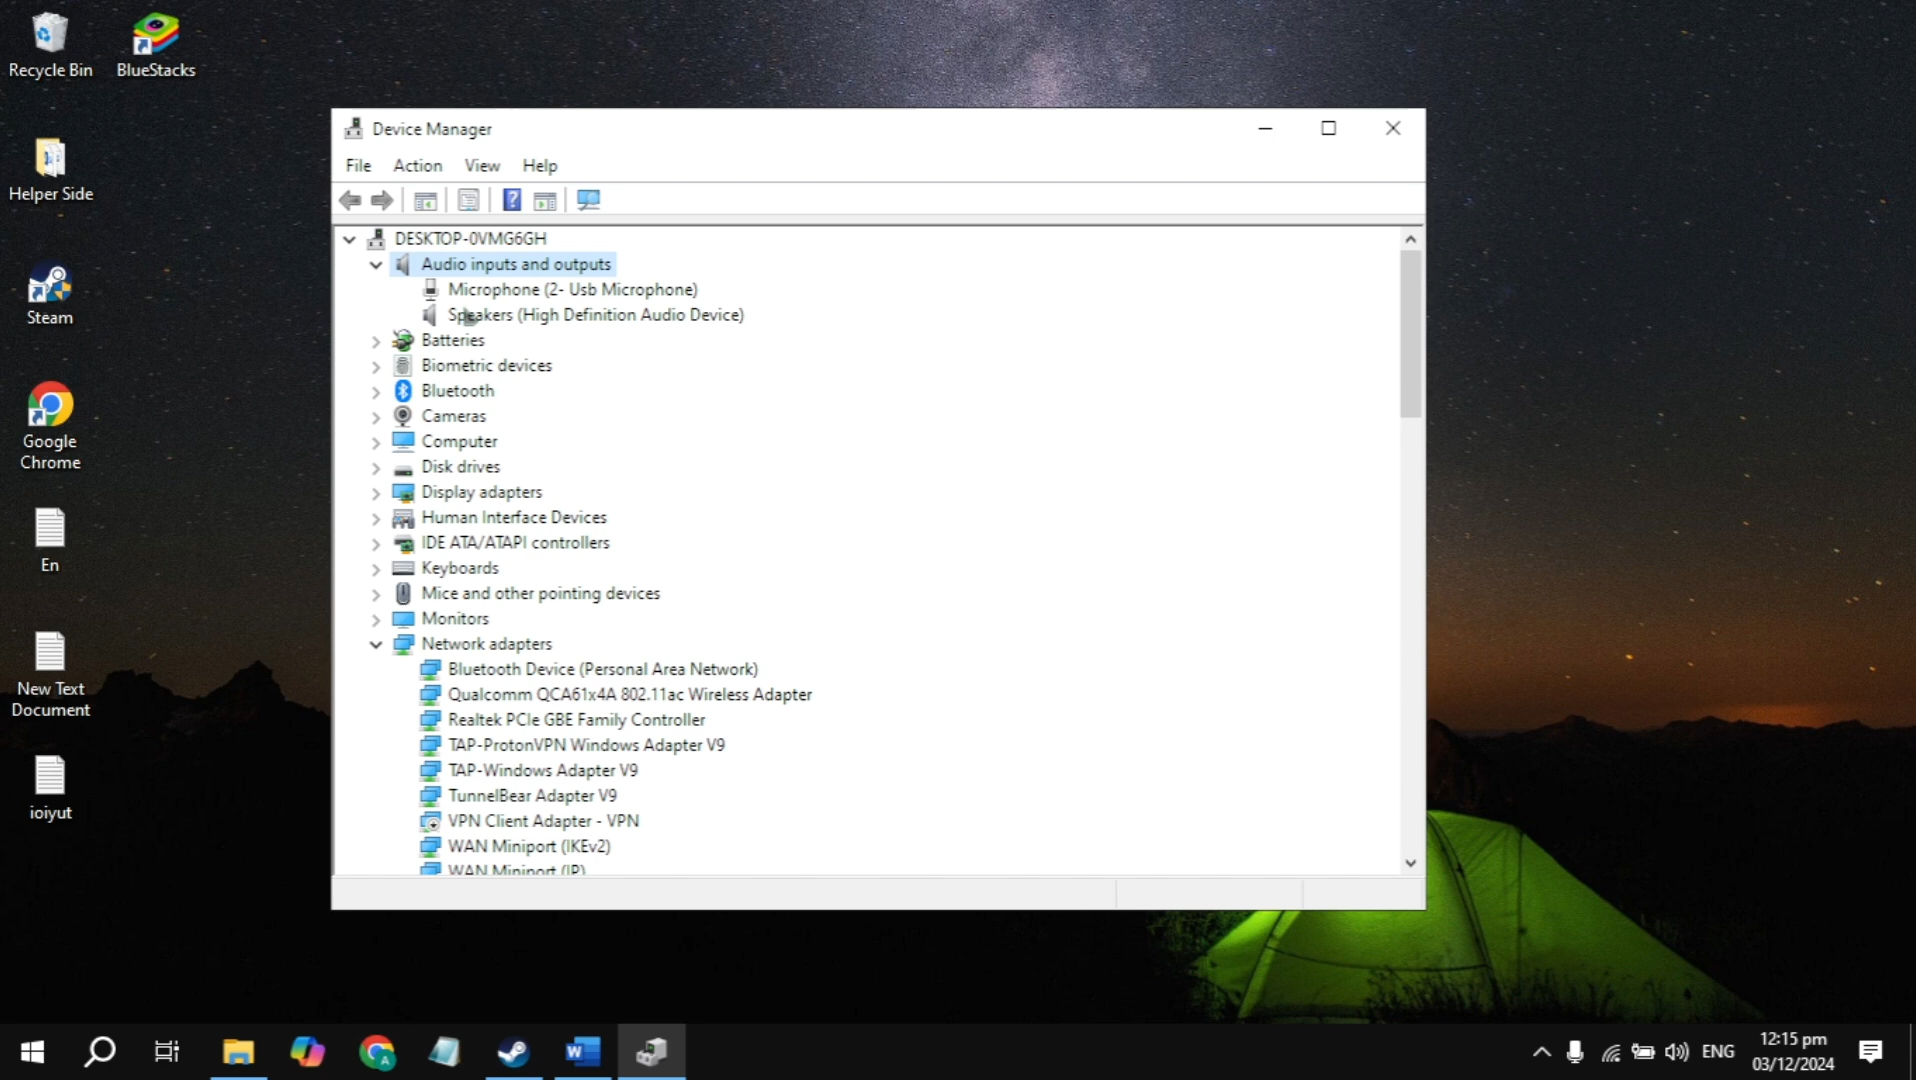 Recycle Bin
BlueStacks
Helper Side
Steam
Google
Chrome
En
New Text
Document
ioiyut
Device Manager
File Action View Help
DESKTOP-0VMG6GH
Audio inputs and outputs
Microphone (2- Usb Microphone)
Speakers (High Definition Audio Device)
Batteries
Biometric devices
Bluetooth
Cameras
Computer
Disk drives
Display adapters
Human Interface Devices
IDE ATA/ATAPI controllers
Keyboards
Mice and other pointing devices
Monitors
Network adapters
Bluetooth Device (Personal Area Network)
Qualcomm QCA61x4A 802.11ac Wireless Adapter
Realtek PCIe GBE Family Controller
TAP-ProtonVPN Windows Adapter V9
TAP-Windows Adapter V9
TunnelBear Adapter V9
VPN Client Adapter - VPN
WAN Miniport (IKEv2)
WAN Miniport (IP)
ENG
12:15 pm
03/12/2024